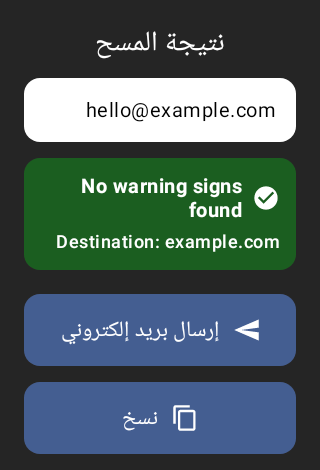 نتيجة المسح
hello@example.com
No warning signs
found
Destination: example.com
إرسال بريد إلكتروني
نسخ